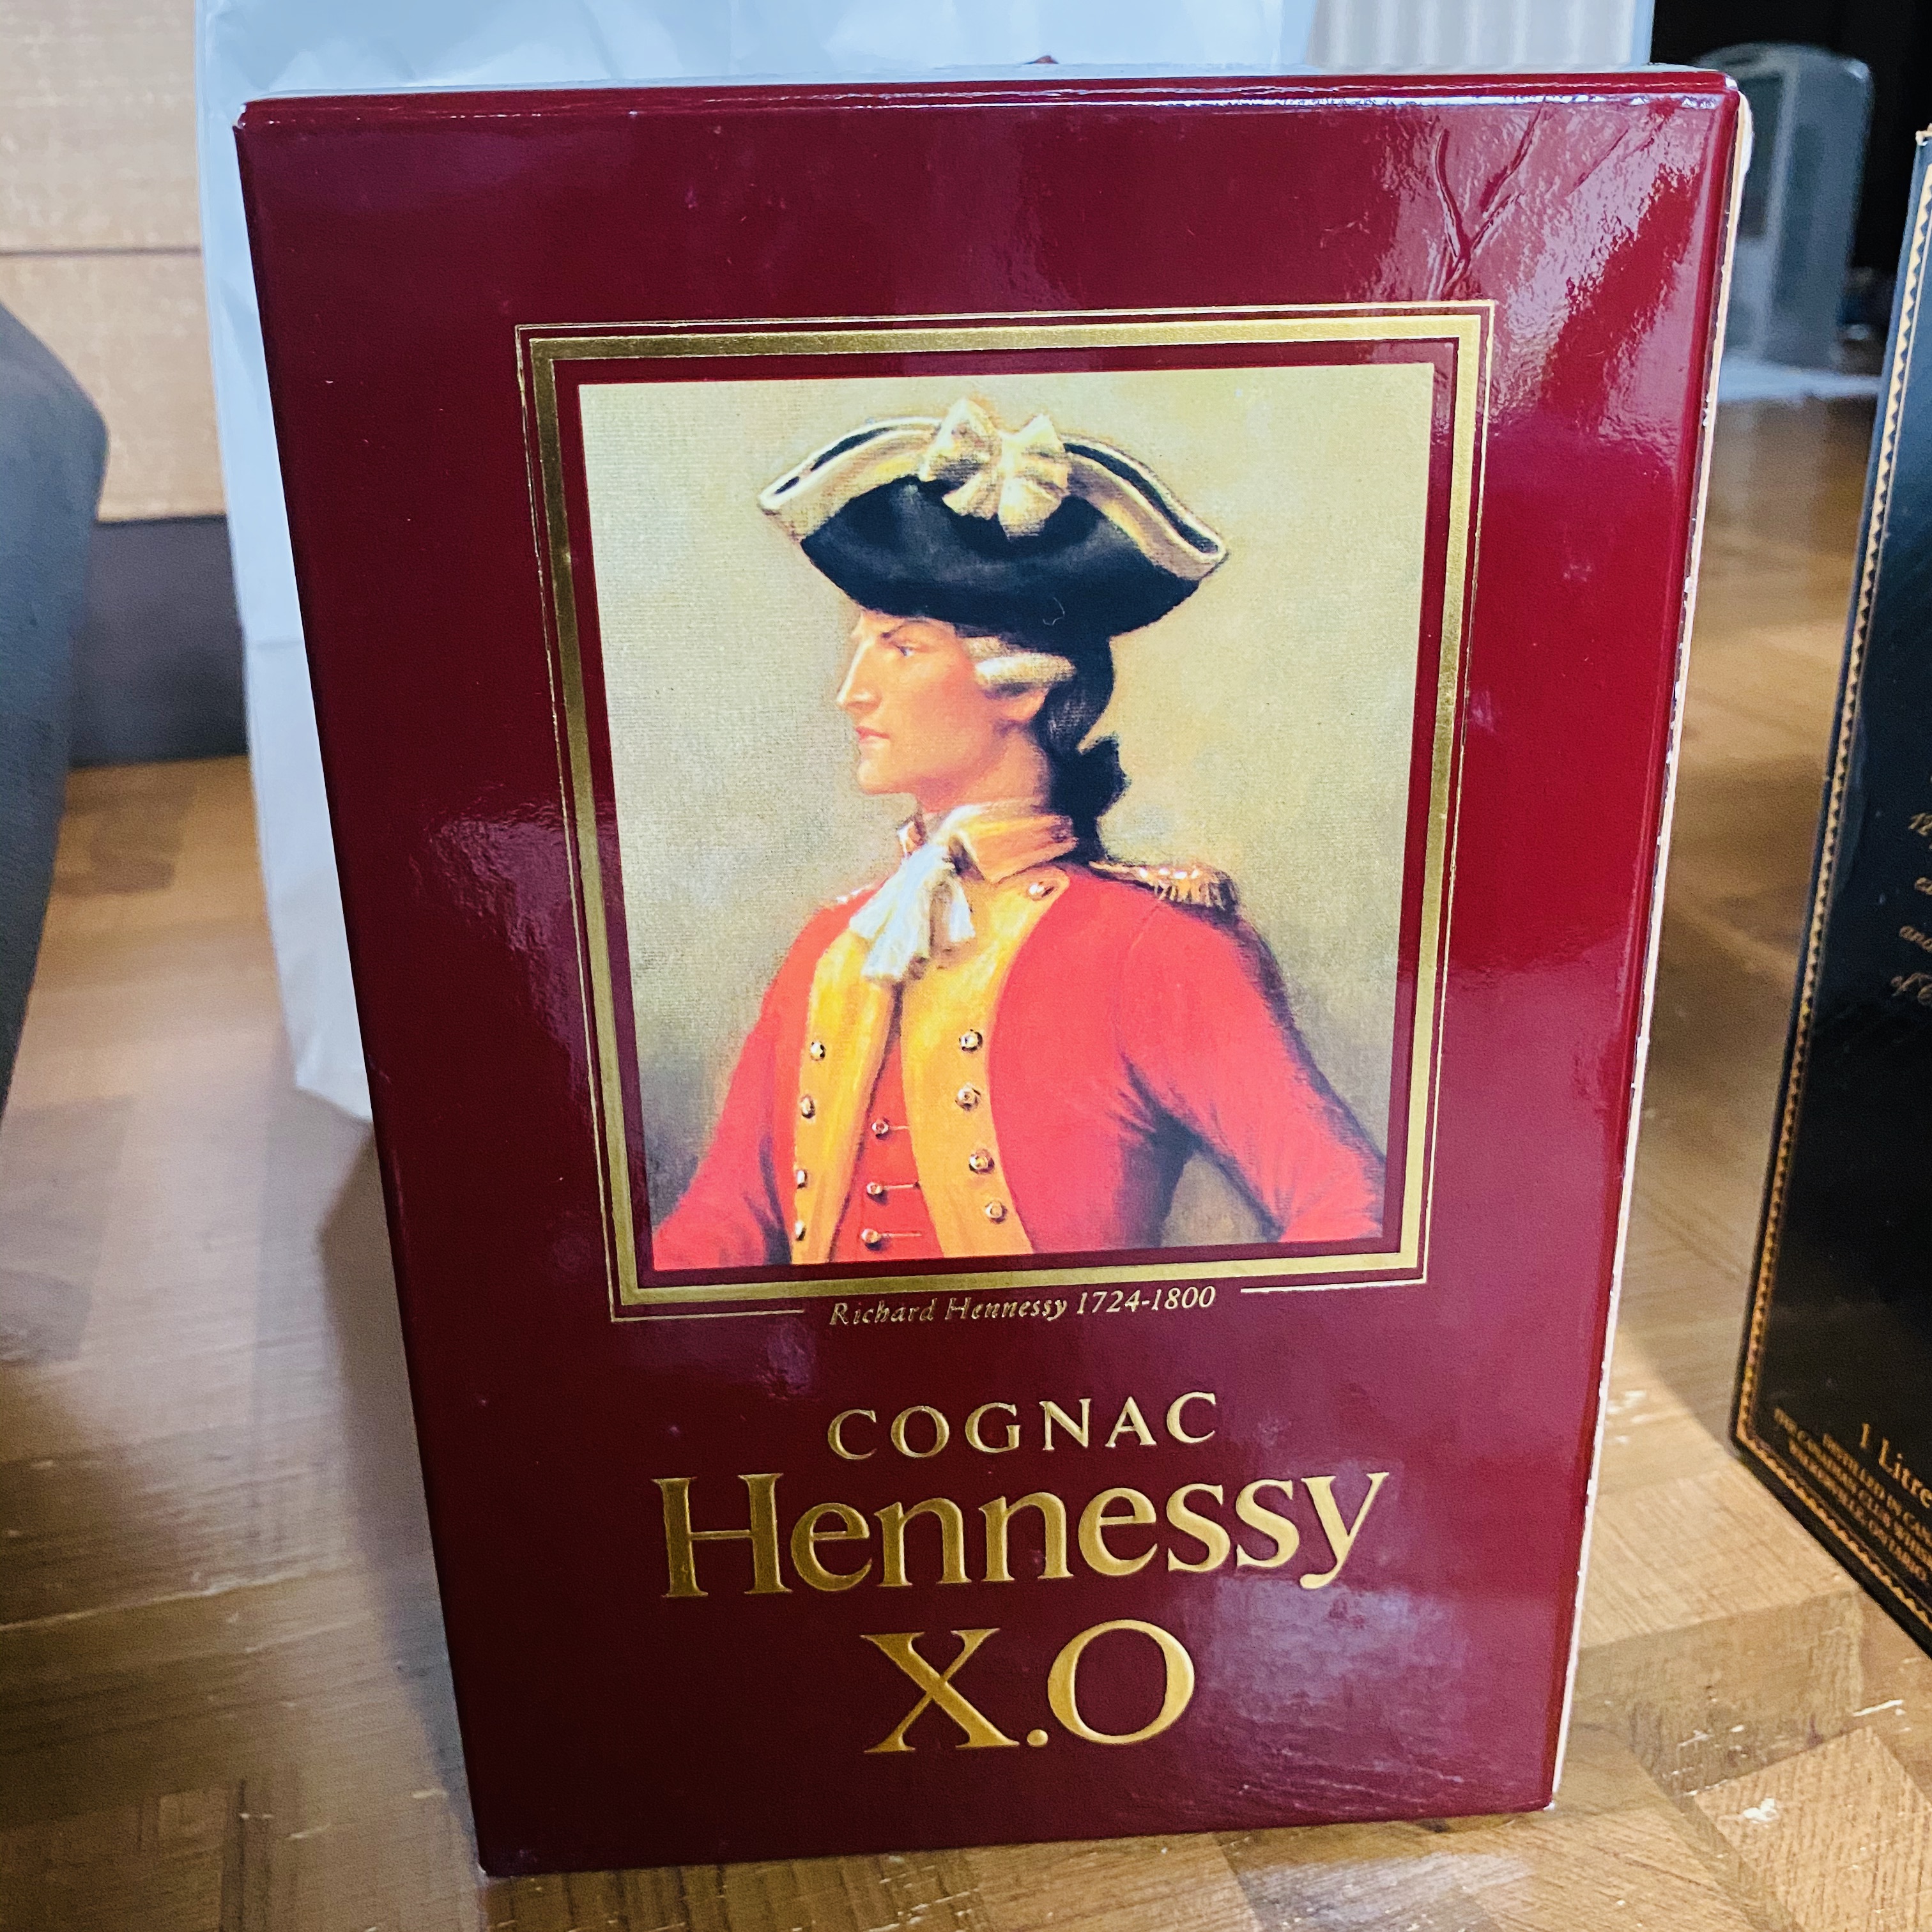 Richard Hennessy 1724-1800
COGNAC
Hennessy
X.O
1 Litre